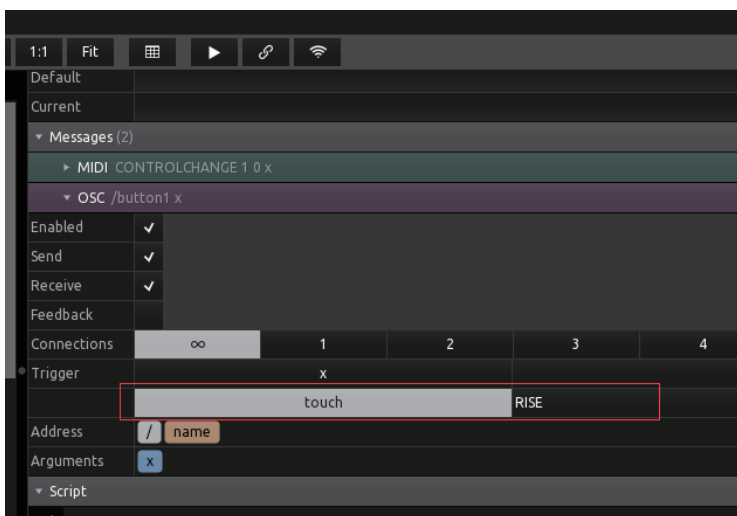 1:1 Fit
Default
Current
Messages (2)
MIDI CONTROLCHANGE 1 0 x
OSC /button1 x
Enabled
Send
Receive
Feedback
Connections ∞ 1 2 3 4
Trigger x
touch RISE
Address / name
Arguments x
Script